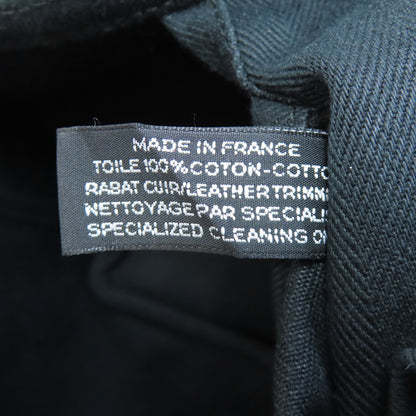 MADE IN FRANCE
TOILE 100% COTON-COTTO
RABAT CUIR/LEATHER TRIMM
NETTOYAGE PAR SPECIALIS
SPECIALIZED CLEANING ON